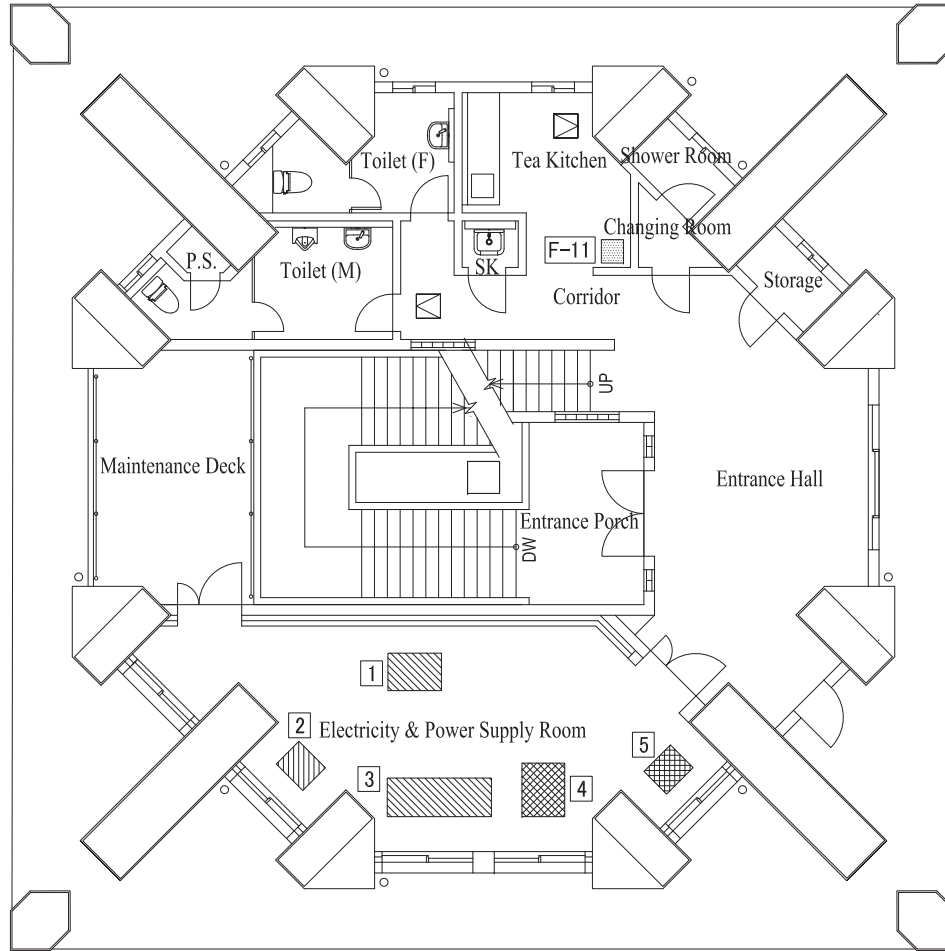 Toilet (F)
Tea Kitchen
Shower Room
Changing Room
F-11
P.S.
Toilet (M)
SK
Storage
Corridor
UP
Maintenance Deck
Entrance Hall
Entrance Porch
DW
1
Electricity & Power Supply Room
2
5
3
4